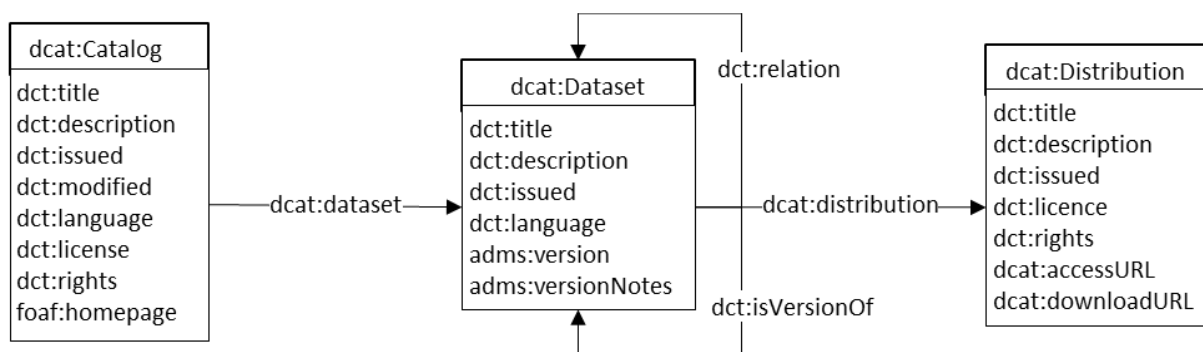 dcat:Catalog
dct:title
dct:description
dct:issued
dct:modified
dct:language
dct:license
dct:rights
foaf:homepage
dcat:dataset
dcat:Dataset
dct:title
dct:description
dct:issued
dct:language
adms:version
adms:versionNotes
dct:relation
dcat:distribution
dct:isVersionOf
dcat:Distribution
dct:title
dct:description
dct:issued
dct:licence
dct:rights
dcat:accessURL
dcat:downloadURL